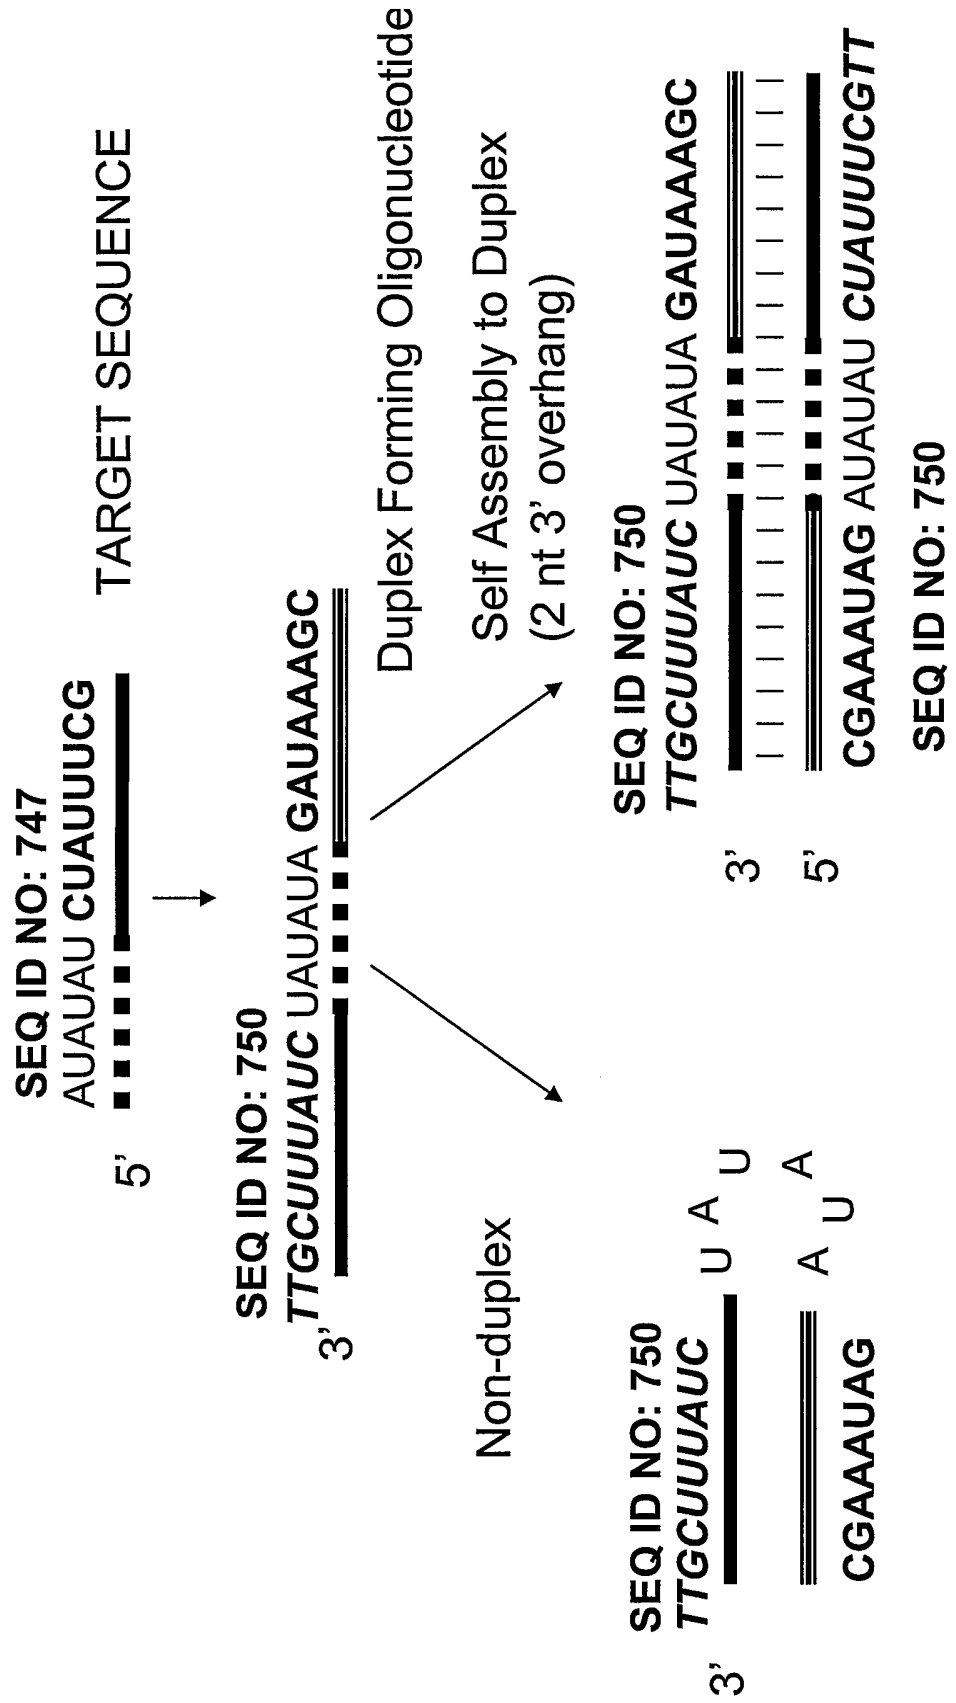 SEQ ID NO: 747
AUAUAU CUAUUUCG
5’
TARGET SEQUENCE
SEQ ID NO: 750
TTGCUUUAUC UAUAUA GAUAAAGC
3’
Duplex Forming Oligonucleotide
Self Assembly to Duplex
(2 nt 3’ overhang)
Non-duplex
SEQ ID NO: 750
TTGCUUUAUC
3’
U A U
A U A
CGAAAUAG
SEQ ID NO: 750
TTGCUUUAUC UAUAUA GAUAAAGC
3’
5’
CGAAAUAG AUAUAU CUAUUUCGTT
SEQ ID NO: 750